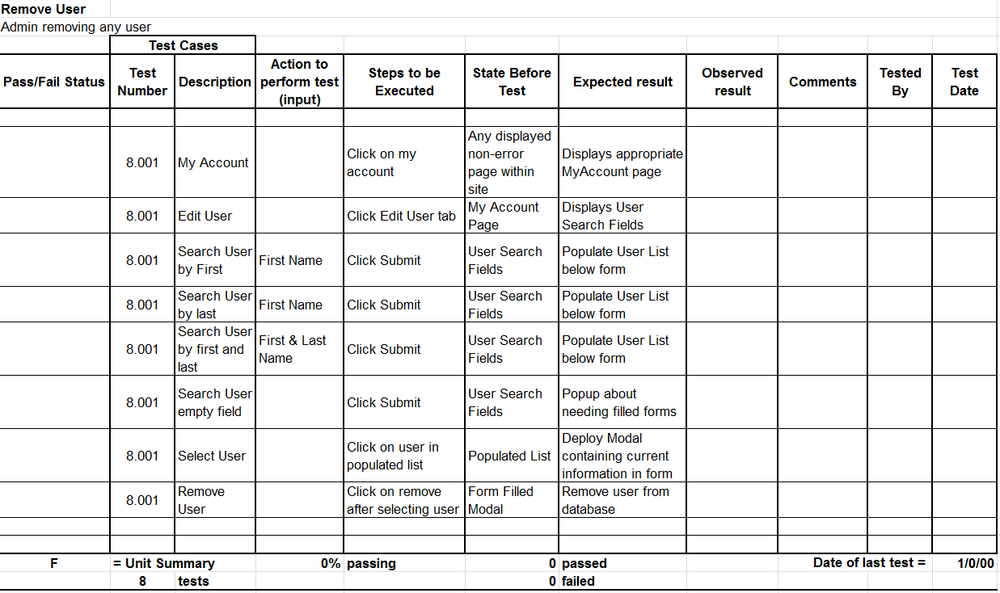 Remove User
Admin removing any user
Test Cases
Pass/Fail Status Test Number Description Action to perform test (input) Steps to be Executed State Before Test Expected result Observed result Comments Tested By Test Date
8.001 My Account Click on my account Any displayed non-error page within site Displays appropriate MyAccount page
8.001 Edit User Click Edit User tab My Account Page Displays User Search Fields
8.001 Search User by First First Name Click Submit User Search Fields Populate User List below form
8.001 Search User by last First Name Click Submit User Search Fields Populate User List below form
8.001 Search User by first and last First & Last Name Click Submit User Search Fields Populate User List below form
8.001 Search User empty field Click Submit User Search Fields Popup about needing filled forms
8.001 Select User Click on user in populated list Populated List Deploy Modal containing current information in form
8.001 Remove User Click on remove after selecting user Form Filled Modal Remove user from database
F = Unit Summary 0% passing 0 passed Date of last test = 1/0/00
8 tests 0 failed